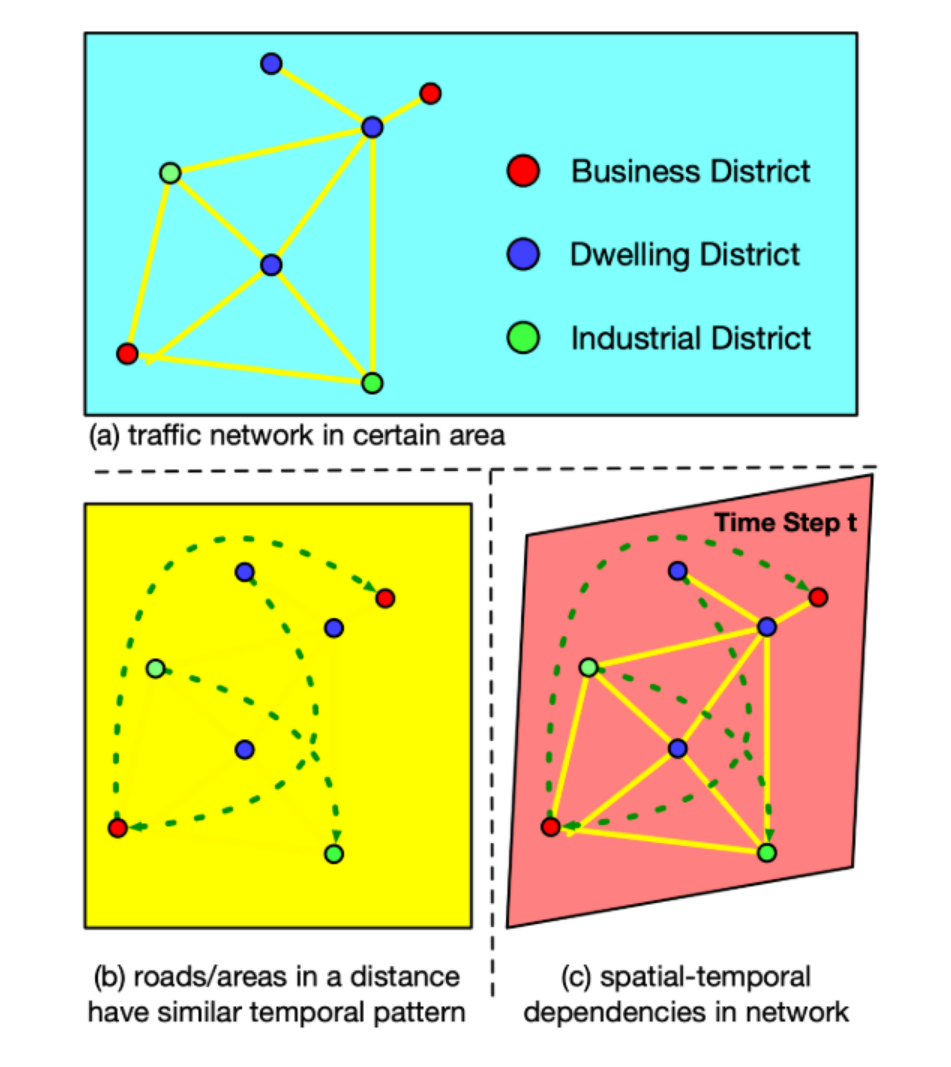 Business District
Dwelling District
Industrial District
(a) traffic network in certain area
Time Step t
(b) roads/areas in a distance
have similar temporal pattern
(c) spatial-temporal
dependencies in network